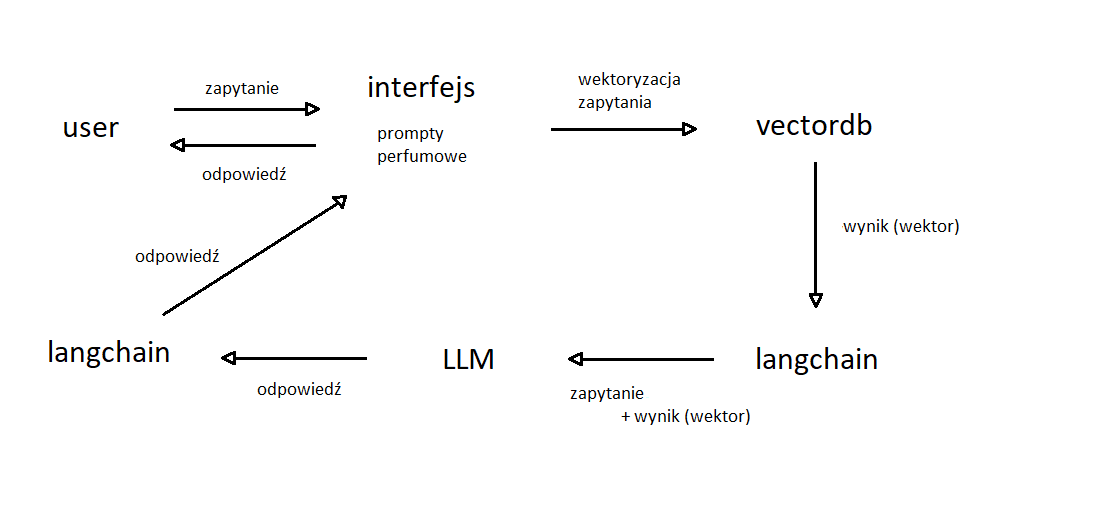 user
zapytanie
odpowiedź
interfejs
prompty
perfumowe
wektoryzacja
zapytania
vectordb
wynik (wektor)
langchain
zapytanie
+ wynik (wektor)
LLM
odpowiedź
langchain
odpowiedź